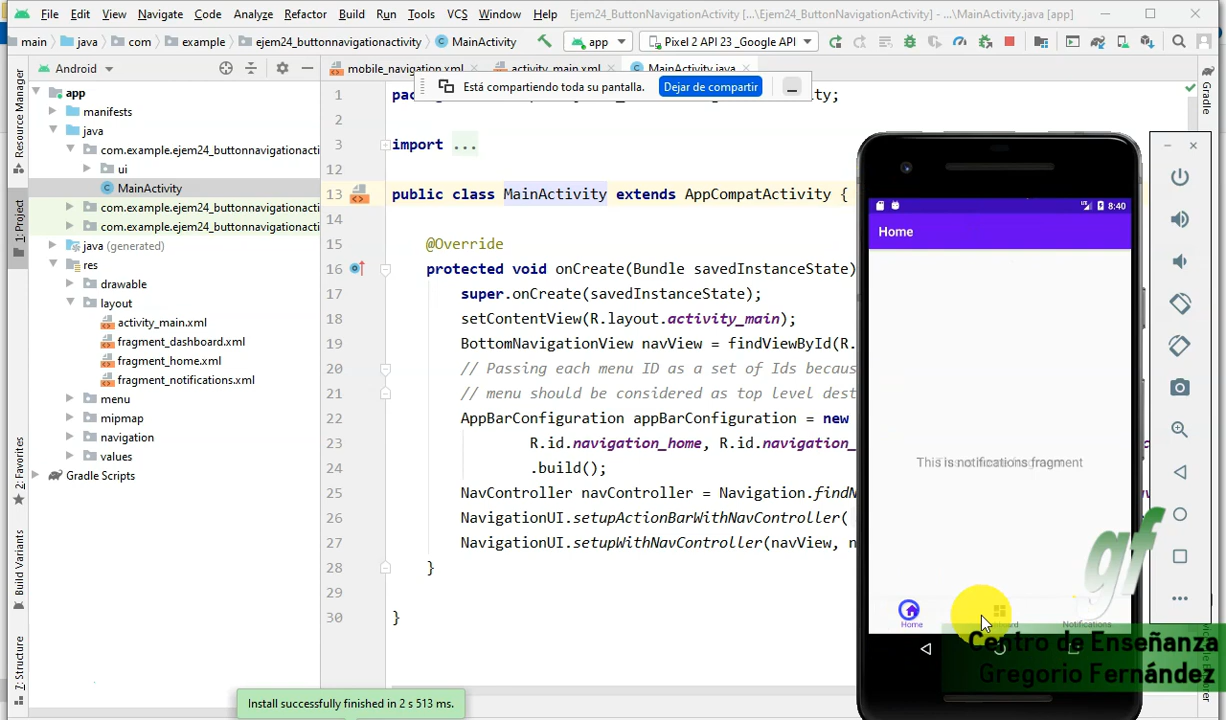 File Edit View Navigate Code Analyze Refactor Build Run Tools VCS Window Help Ejem24_ButtonNavigationActivity [...\Ejem24_ButtonNavigationActivity] - ...\MainActivity.java [app]
main java com example ejem24_buttonnavigationactivity MainActivity app Pixel 2 API 23 _Google API
Android mobile_navigation.xml activity_main.xml MainActivity.java
Está compartiendo toda su pantalla. Dejar de compartir
Resource Manager
1: Project
2: Favorites
Build Variants
7: Structure
Gradle
app
manifests
java
com.example.ejem24_buttonnavigationacti
ui
MainActivity
com.example.ejem24_buttonnavigationacti
com.example.ejem24_buttonnavigationacti
java (generated)
res
drawable
layout
activity_main.xml
fragment_dashboard.xml
fragment_home.xml
fragment_notifications.xml
menu
mipmap
navigation
values
Gradle Scripts
1
2
3 import ...
12
13 public class MainActivity extends AppCompatActivity {
14
15 @Override
16 protected void onCreate(Bundle savedInstanceState)
17 super.onCreate(savedInstanceState);
18 setContentView(R.layout.activity_main);
19 BottomNavigationView navView = findViewById(R.
20 // Passing each menu ID as a set of Ids becaus
21 // menu should be considered as top level dest
22 AppBarConfiguration appBarConfiguration = new
23 R.id.navigation_home, R.id.navigation_
24 .build();
25 NavController navController = Navigation.findN
26 NavigationUI.setupActionBarWithNavController(
27 NavigationUI.setupWithNavController(navView, n
28 }
29
30 }
8:40
Home
This is notifications fragment
Home Notifications
gf
Centro de Enseñanza
Gregorio Fernández
Install successfully finished in 2 s 513 ms.